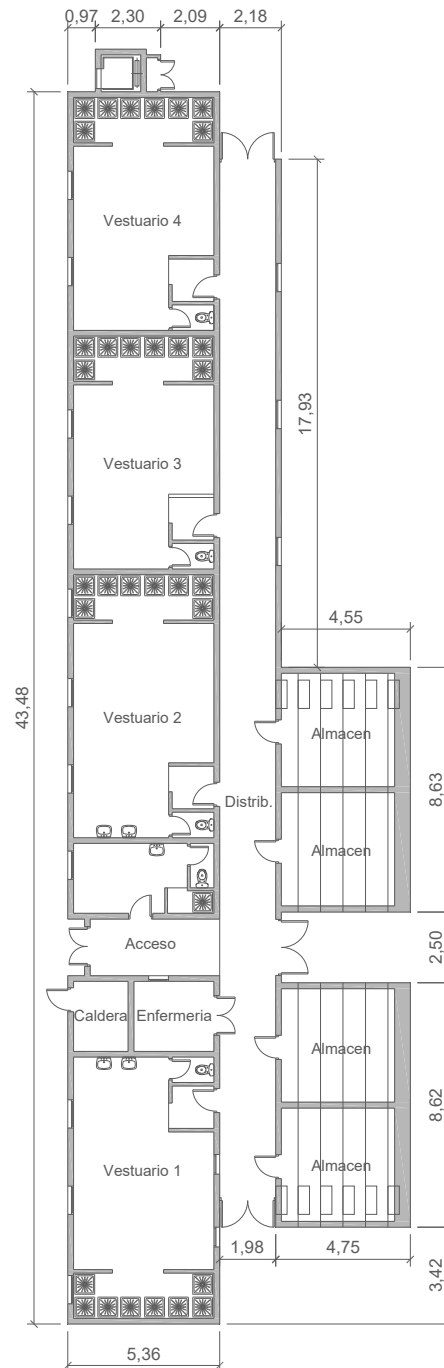 0,97 2,30 2,09 2,18
Vestuario 4
17,93
Vestuario 3
4,55
43,48
Vestuario 2
Almacen
8,63
Distrib.
Almacen
Acceso
2,50
Caldera
Enfermeria
Almacen
8,62
Vestuario 1
Almacen
1,98 4,75
3,42
5,36